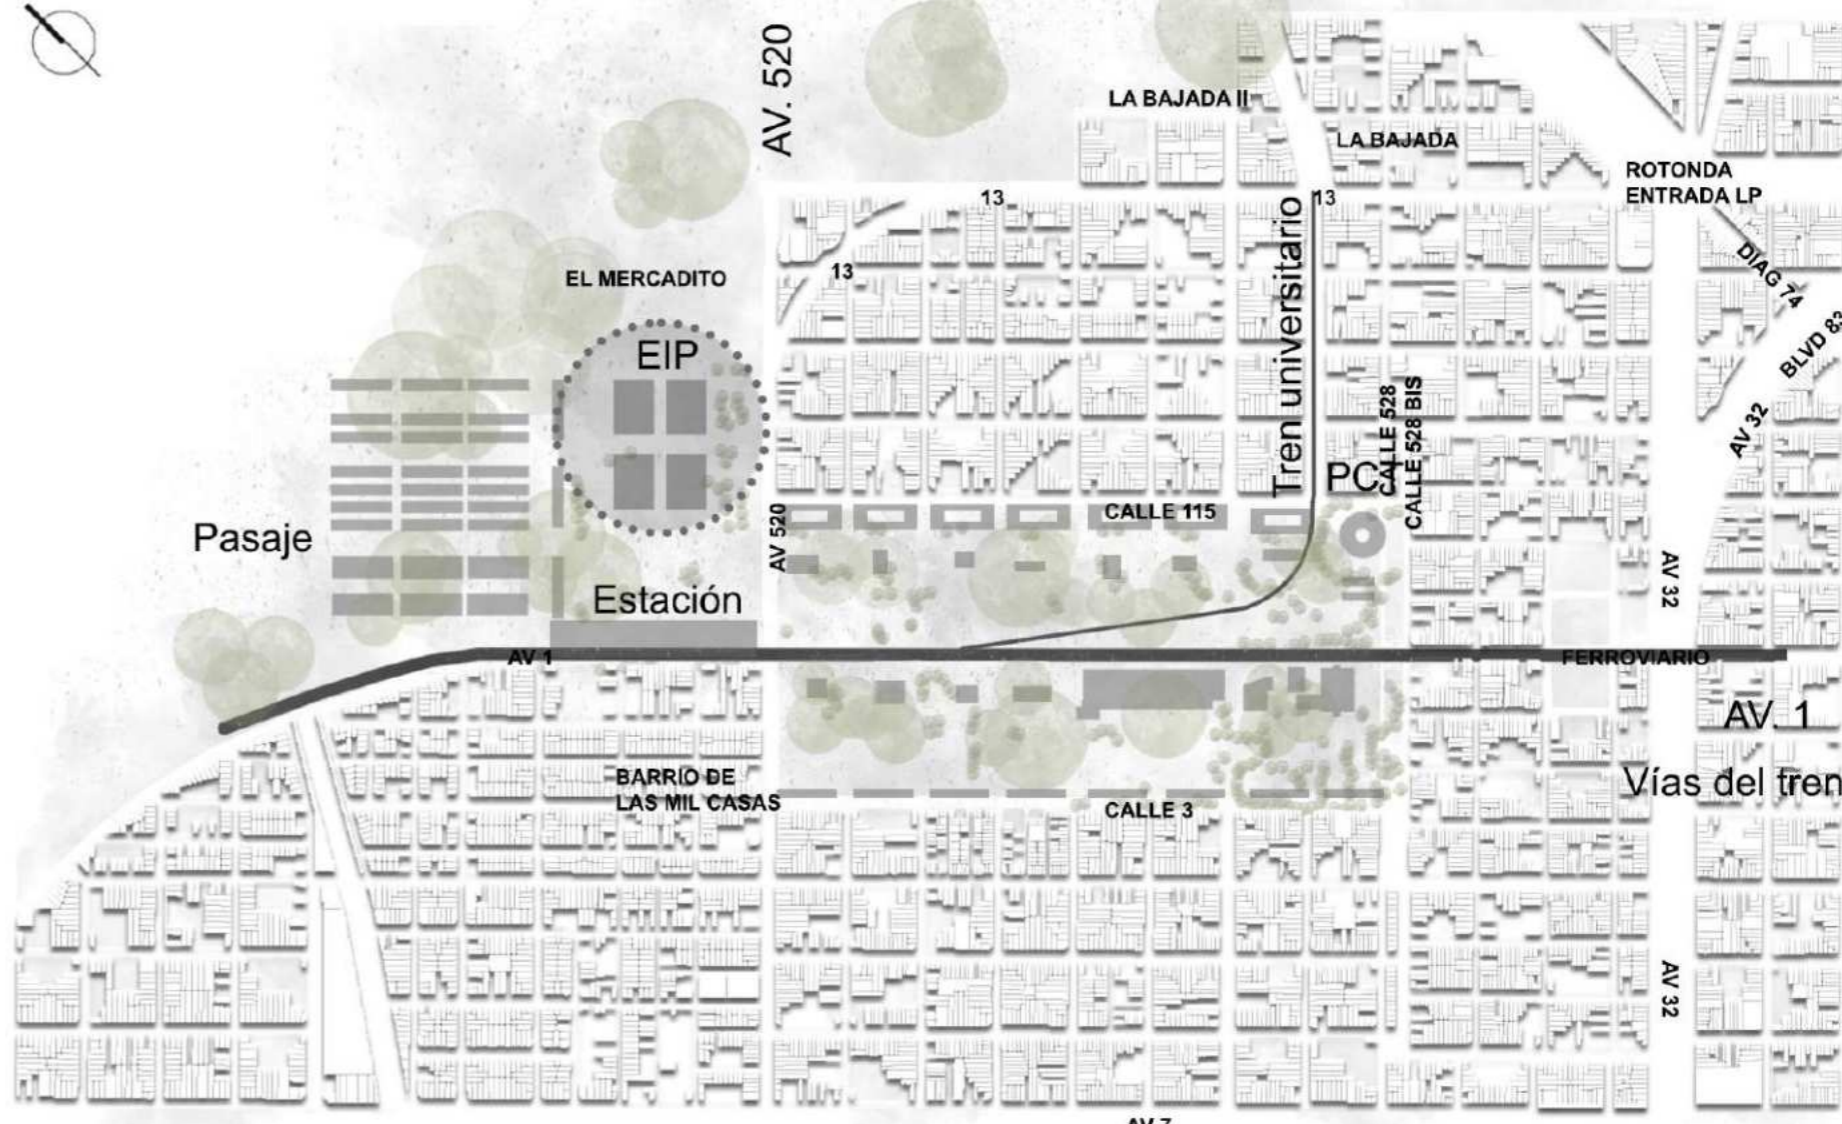 AV. 520
LA BAJADA II
LA BAJADA
ROTONDA
ENTRADA LP
13
13
13
Tren universitario
DIAG 74
BLVD 83
AV 32
EL MERCADITO
EIP
CALLE 528
CALLE 528 BIS
Pasaje
AV 520
CALLE 115
AV 32
Estación
AV 1
FERROVIARIO
AV. 1
Vías del tren
BARRIO DE
LAS MIL CASAS
CALLE 3
AV 32
AV 7